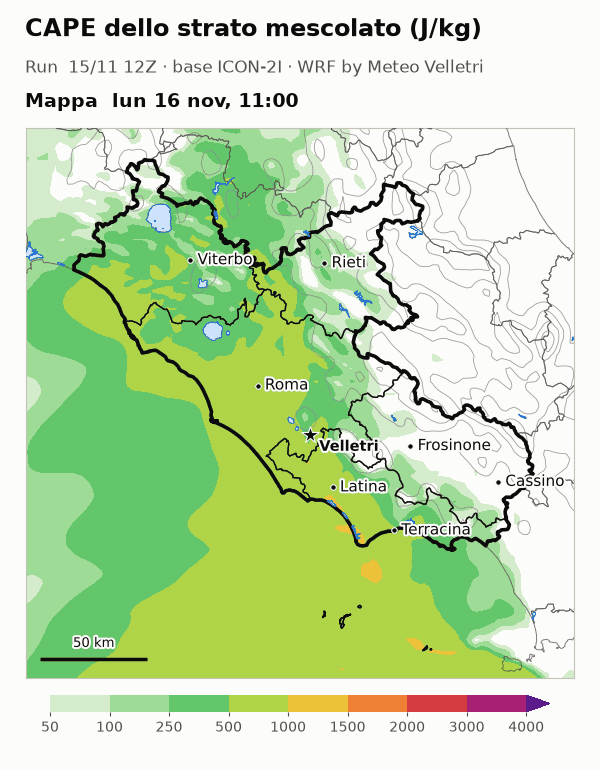 CAPE dello strato mescolato (J/kg)
Run  15/11 12Z · base ICON-2I · WRF by Meteo Velletri
Mappa  lun 16 nov, 11:00
Viterbo
Rieti
Roma
Velletri
Frosinone
Cassino
Latina
Terracina
50 km
50 100 250 500 1000 1500 2000 3000 4000